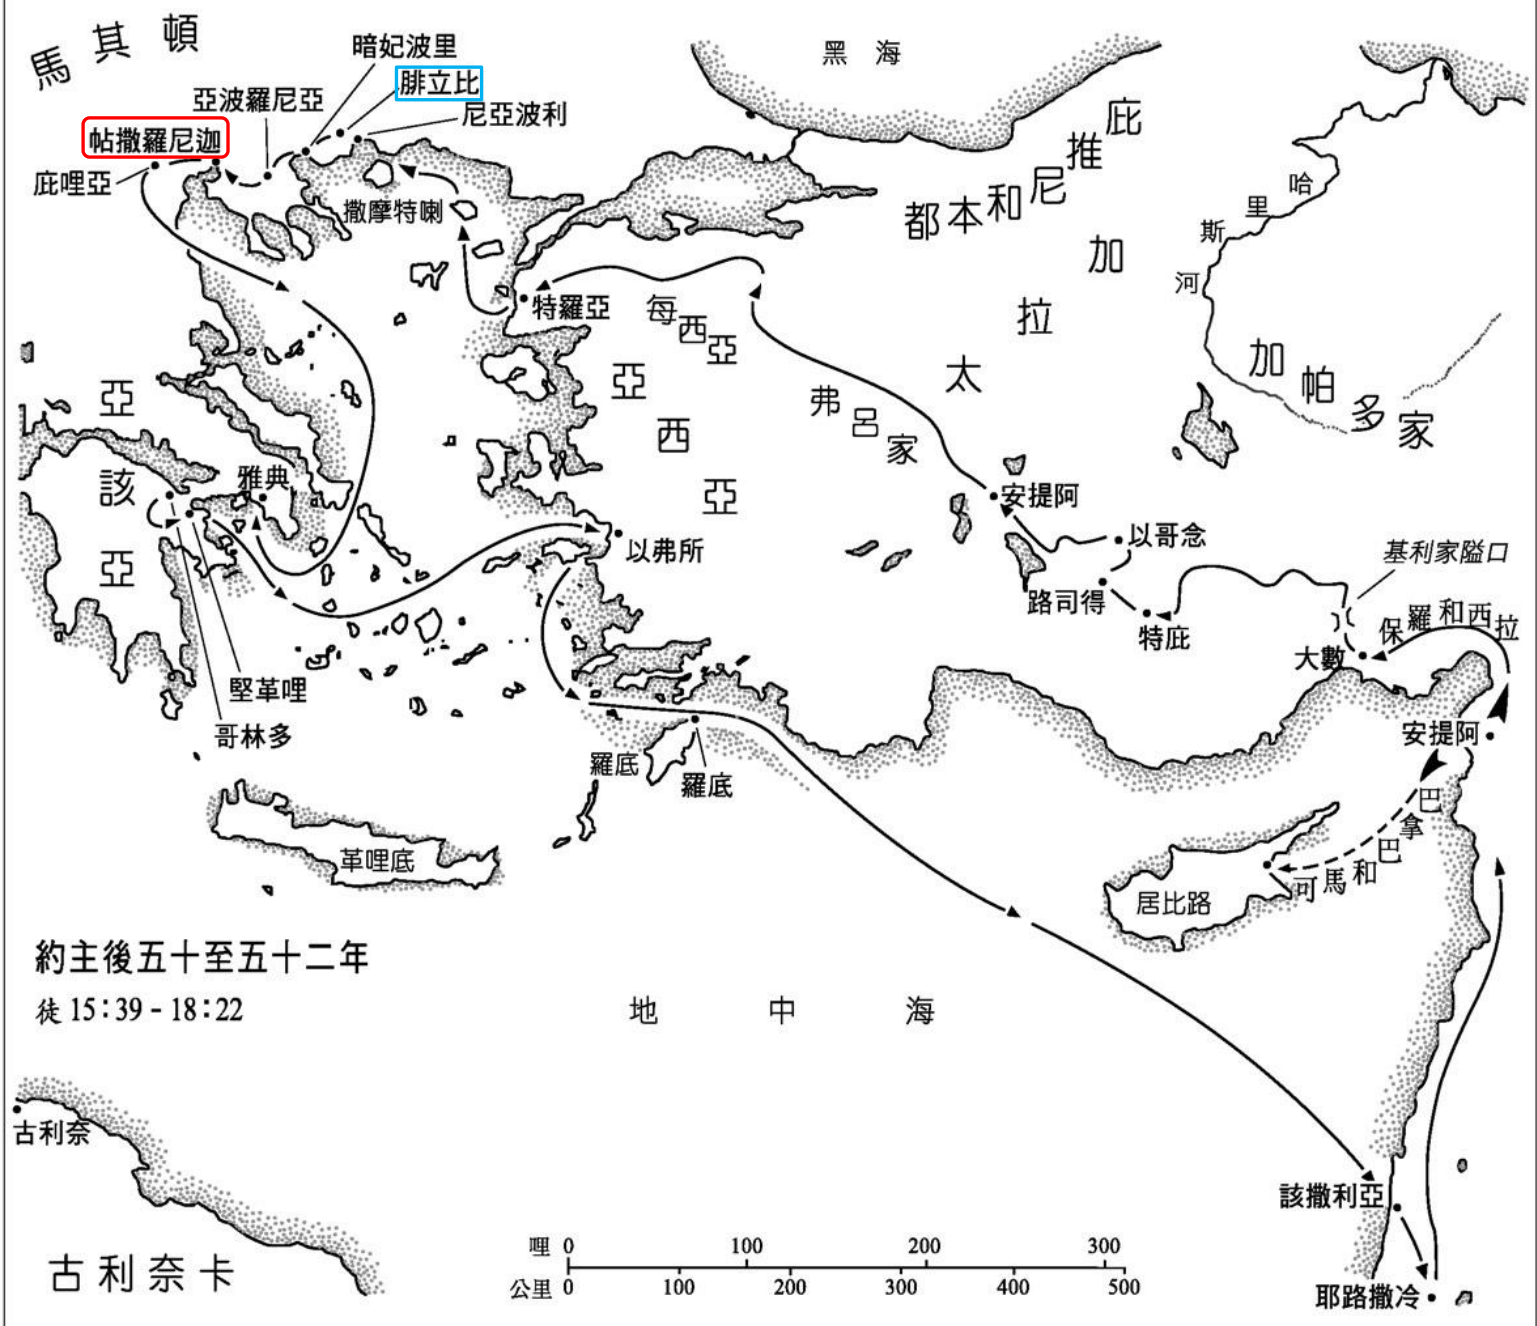 馬其頓
暗妃波里
腓立比
亞波羅尼亞
尼亞波利
帖撒羅尼迦
庇哩亞
撒摩特喇
黑海
庇推尼和本都
加拉太
哈里斯河
加帕多家
特羅亞
每西亞
亞西亞
弗呂家
亞該亞
雅典
以弗所
安提阿
以哥念
路司得
特庇
基利家隘口
保羅和西拉
大數
安提阿
堅革哩
哥林多
羅底
羅底
革哩底
巴拿巴和馬可
居比路
約主後五十至五十二年
徒 15：39 – 18：22
地中海
古利奈
古利奈卡
該撒利亞
耶路撒冷
哩 0 100 200 300
公里 0 100 200 300 400 500